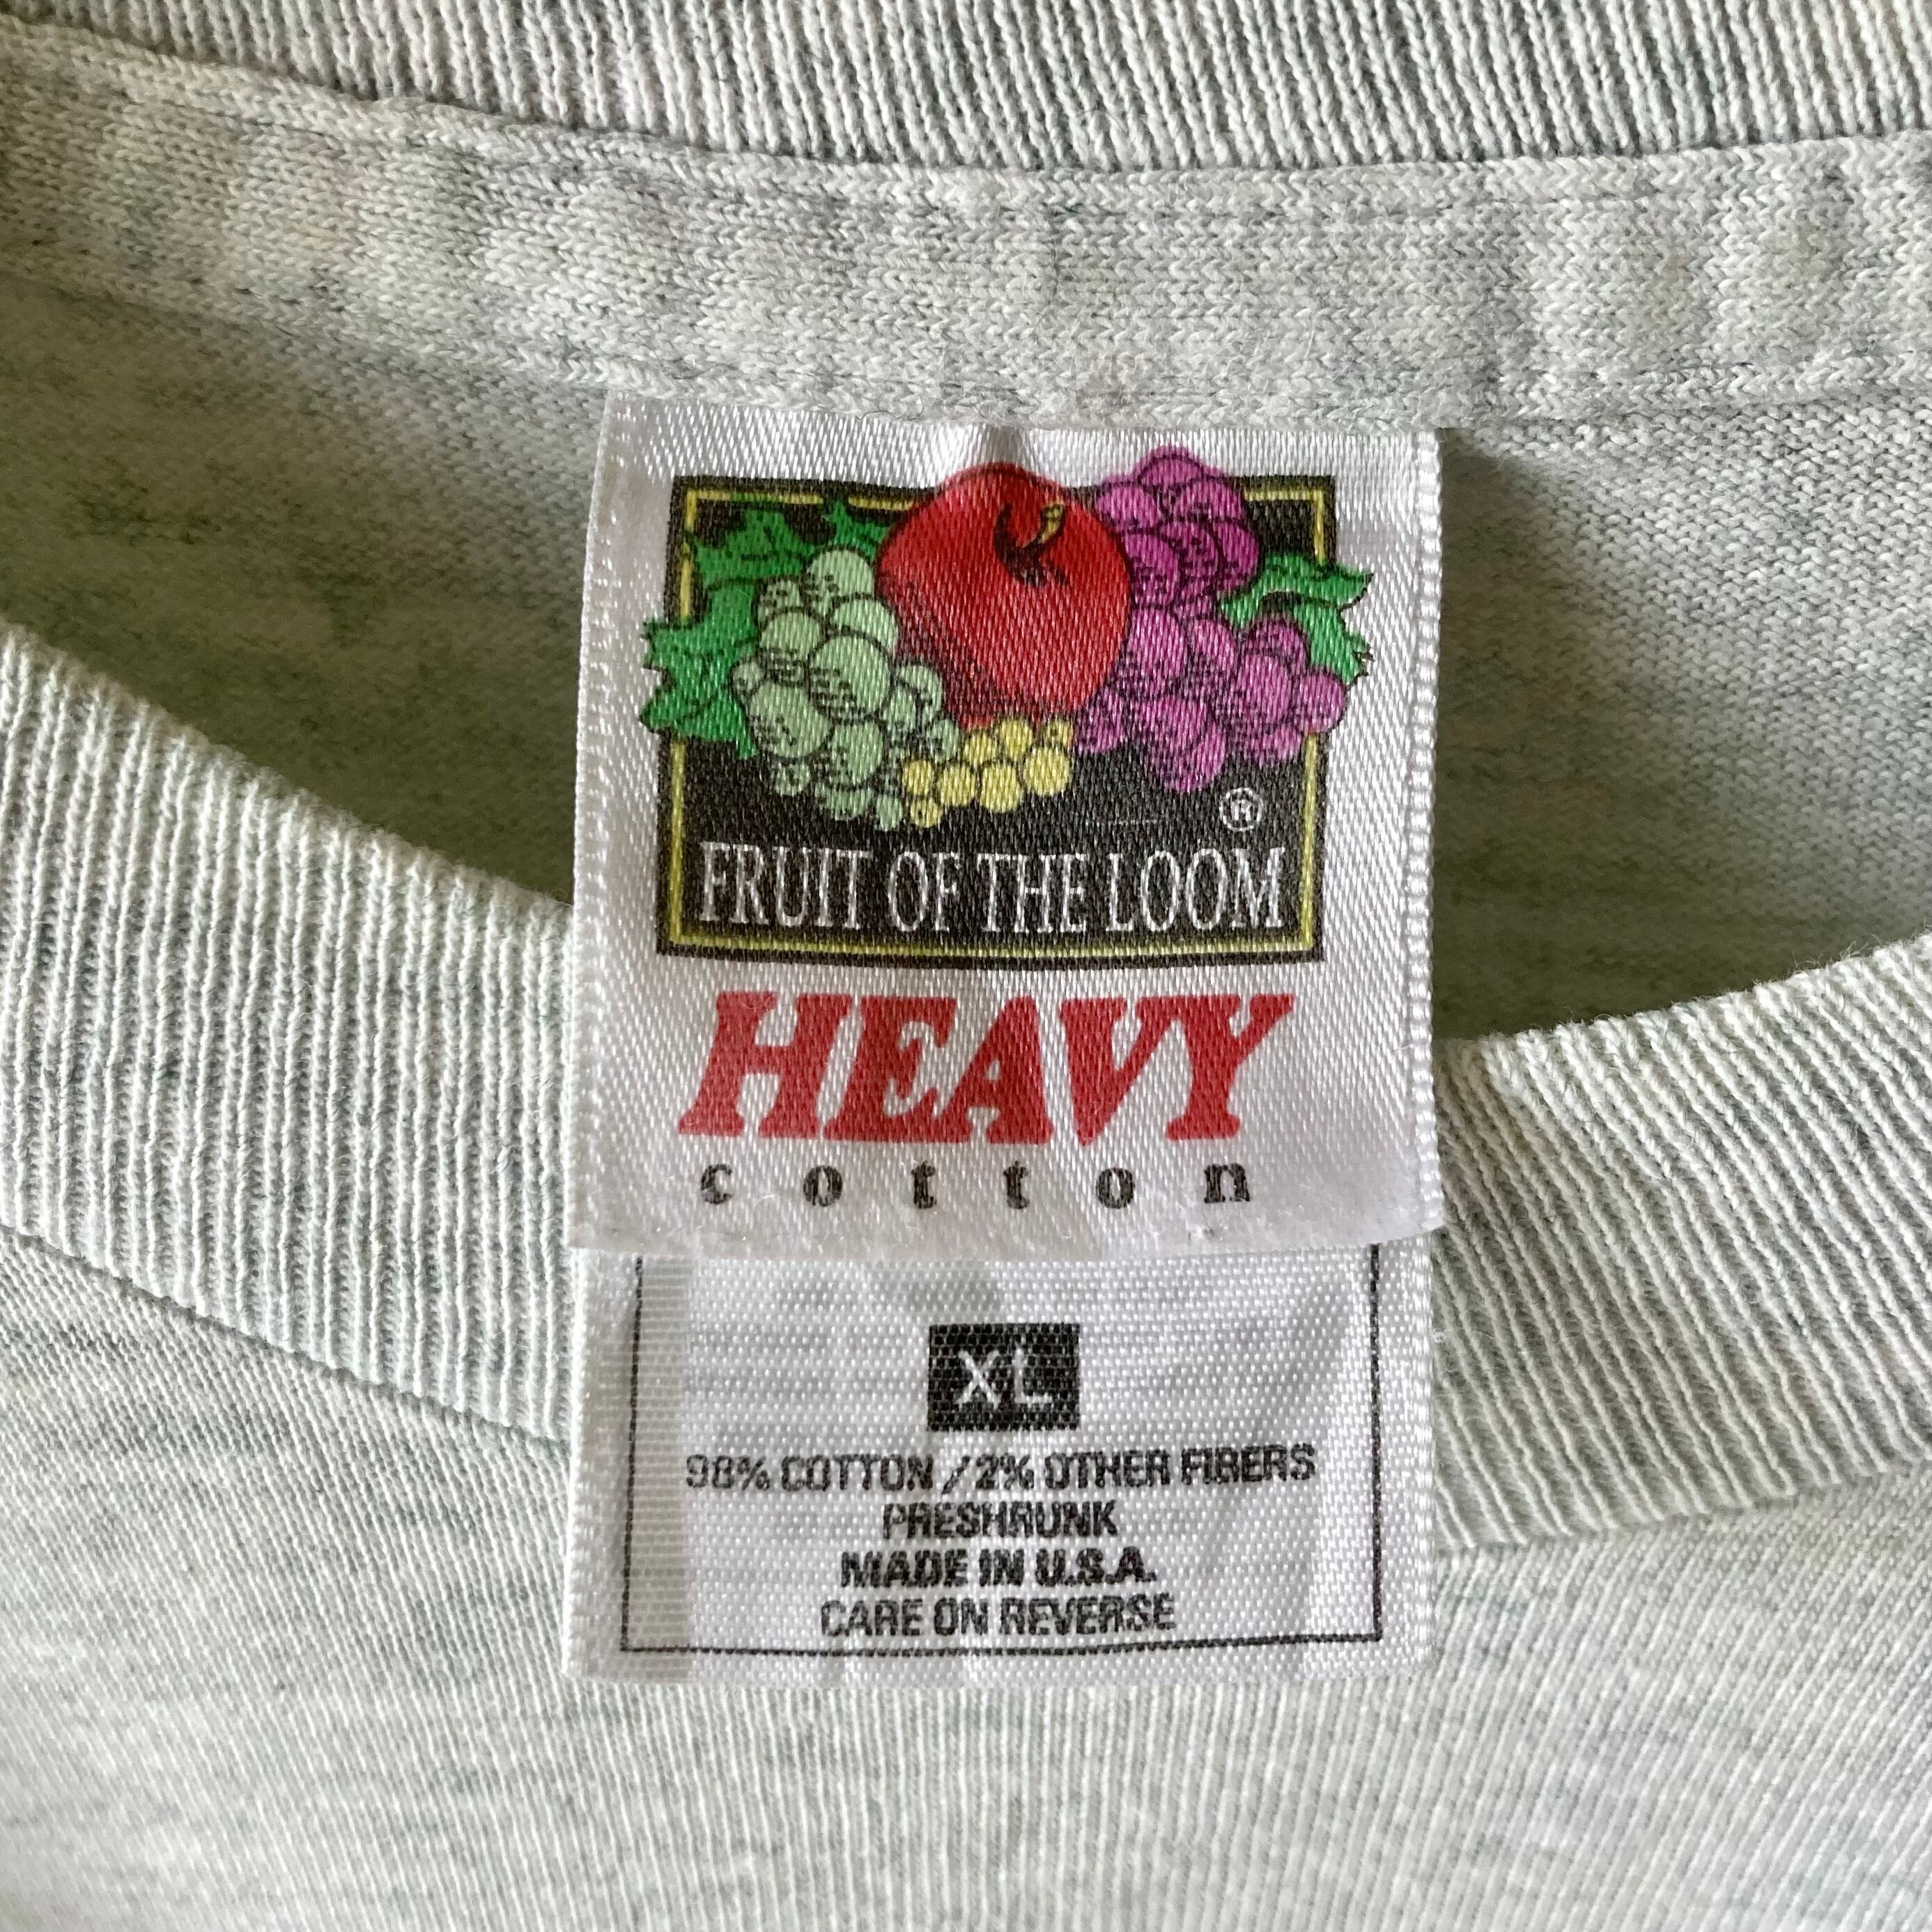 ®
FRUIT OF THE LOOM
HEAVY
cotton
XL
98% COTTON / 2% OTHER FIBERS
PRESHRUNK
MADE IN U.S.A.
CARE ON REVERSE